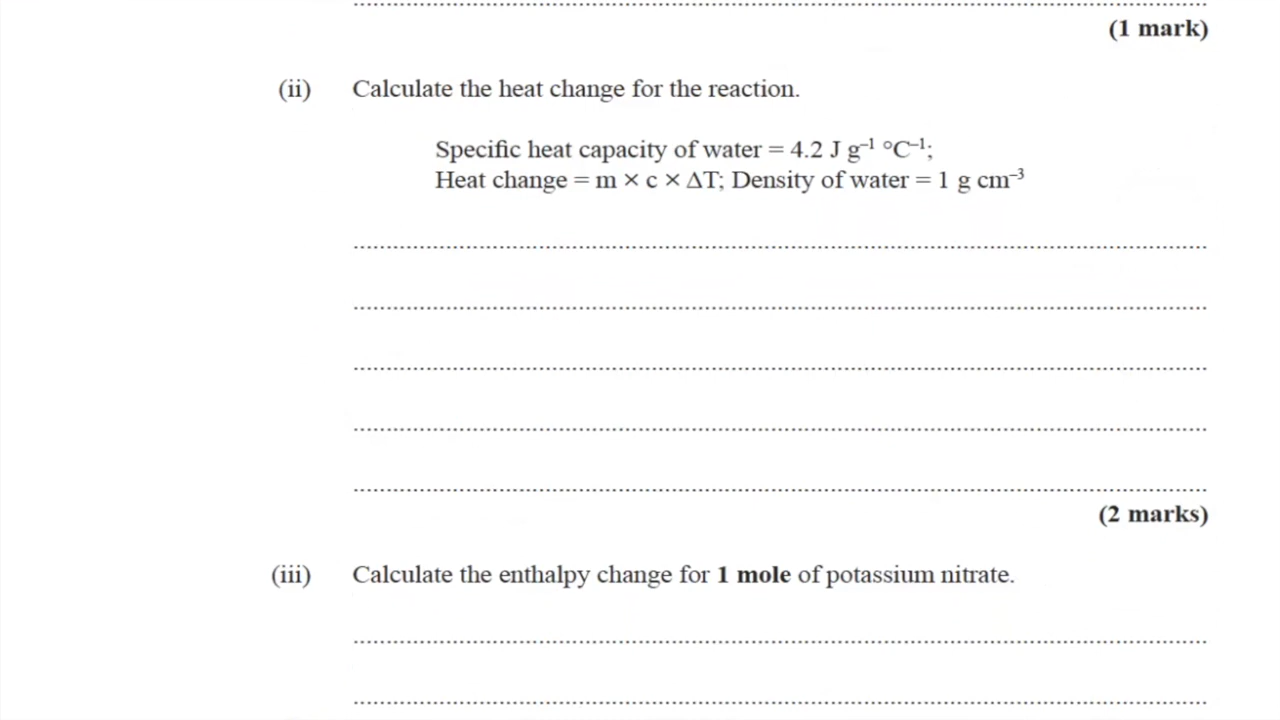 (1 mark)
(ii) Calculate the heat change for the reaction.
Specific heat capacity of water = 4.2 J g⁻¹ °C⁻¹;
Heat change = m × c × ΔT; Density of water = 1 g cm⁻³
(2 marks)
(iii) Calculate the enthalpy change for 1 mole of potassium nitrate.